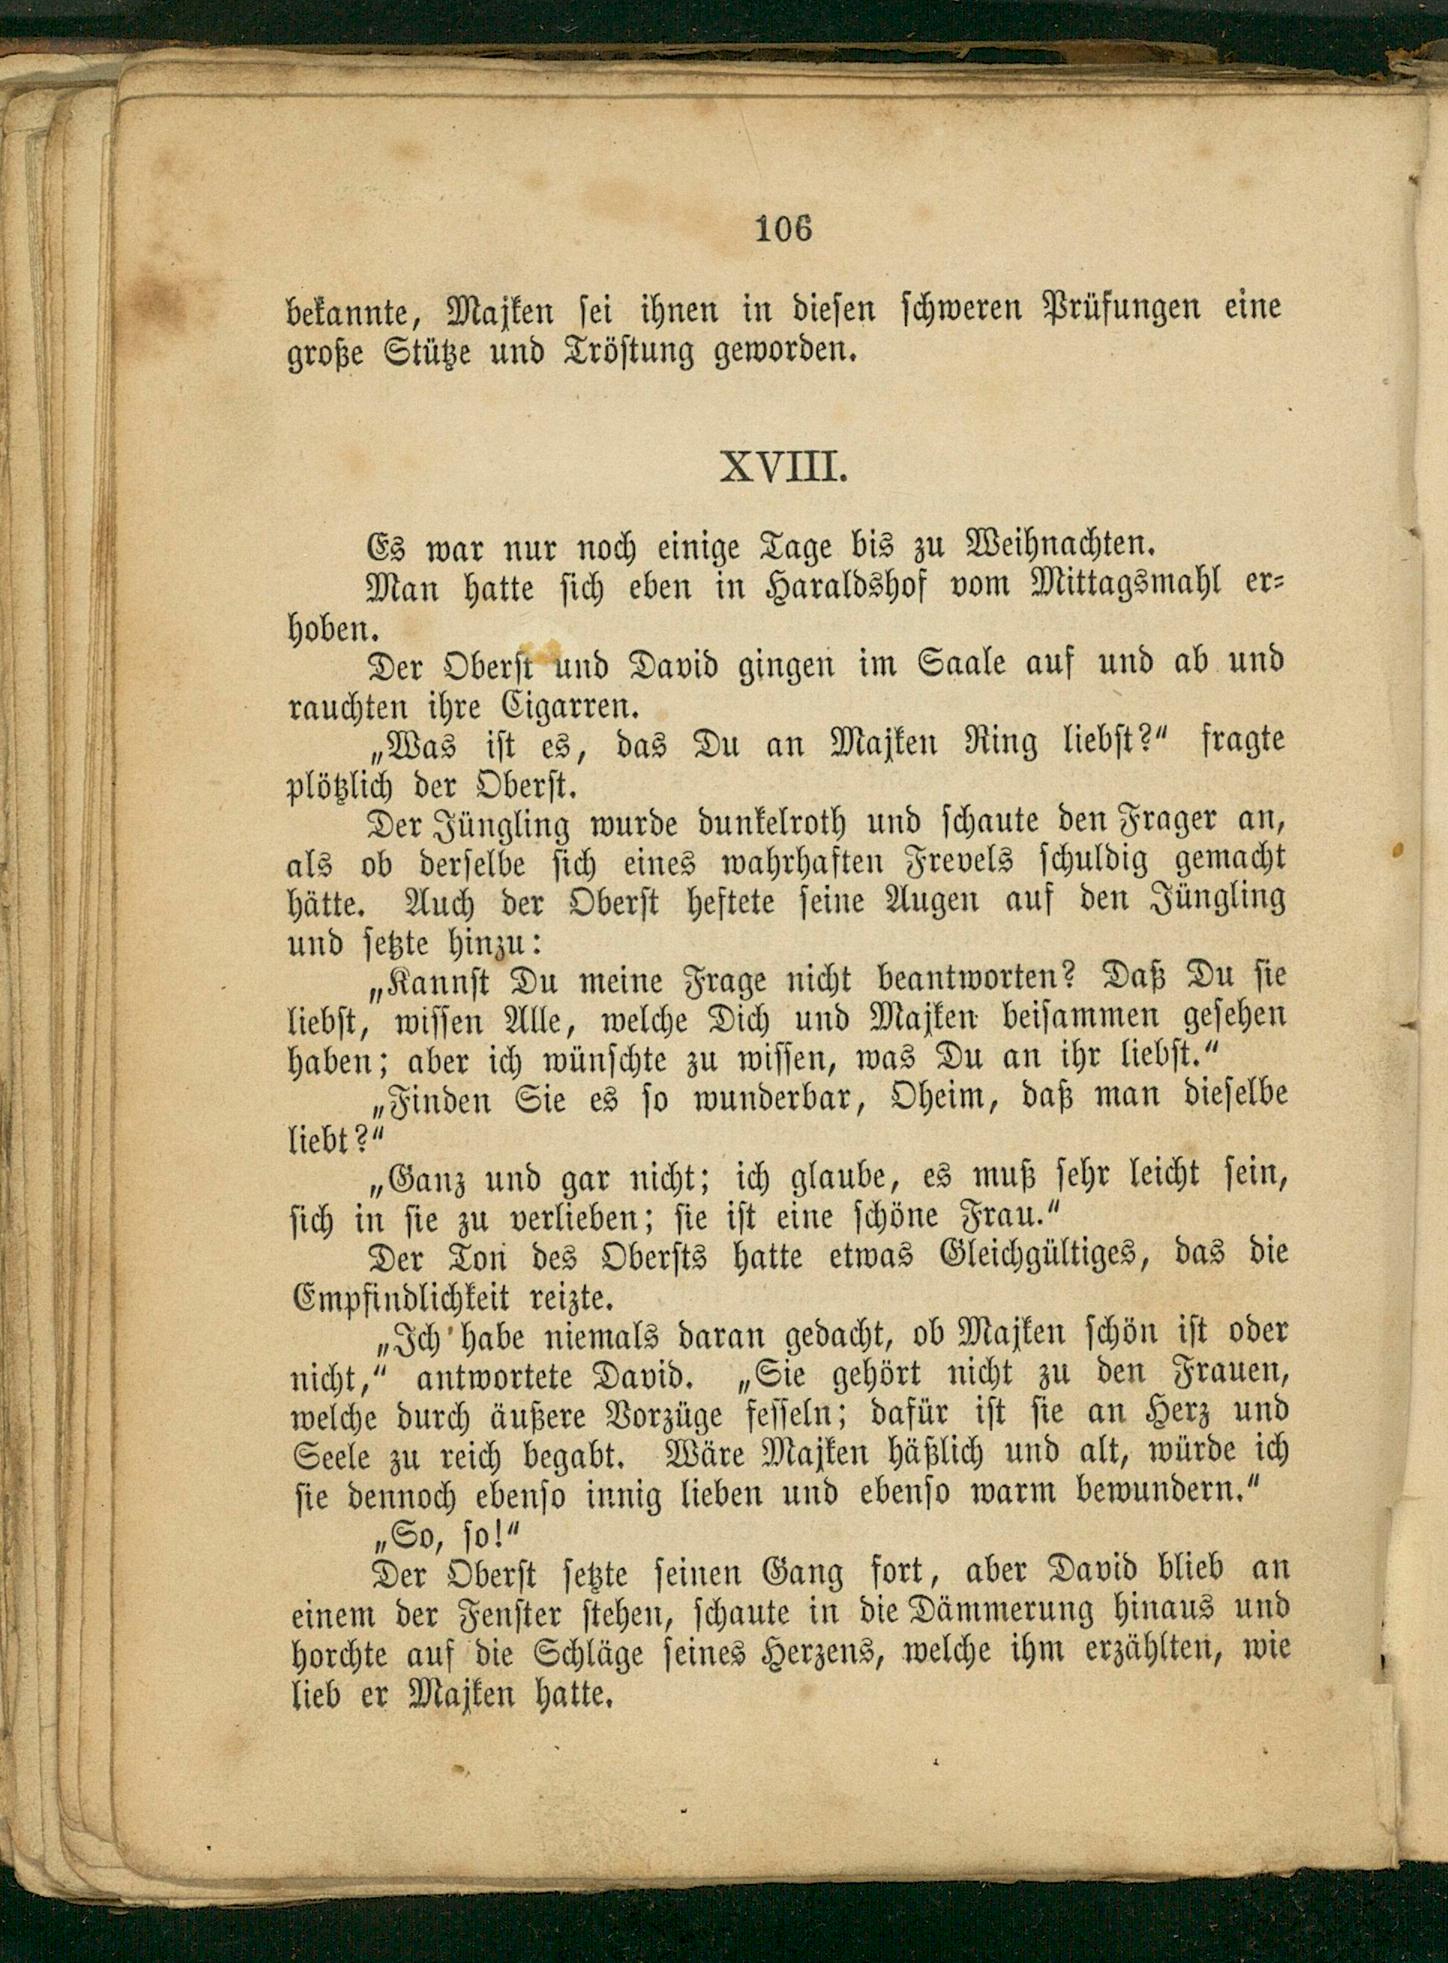 106
bekannte, Majken sei ihnen in diesen schweren Prüfungen eine
große Stütze und Tröstung geworden.
XVIII.
Es war nur noch einige Tage bis zu Weihnachten.
Man hatte sich eben in Haraldshof vom Mittagsmahl er-
hoben.
Der Oberst und David gingen im Saale auf und ab und
rauchten ihre Cigarren.
„Was ist es, das Du an Majken Ring liebst?“ fragte
plötzlich der Oberst.
Der Jüngling wurde dunkelroth und schaute den Frager an,
als ob derselbe sich eines wahrhaften Frevels schuldig gemacht
hätte. Auch der Oberst heftete seine Augen auf den Jüngling
und setzte hinzu:
„Kannst Du meine Frage nicht beantworten? Daß Du sie
liebst, wissen Alle, welche Dich und Majken beisammen gesehen
haben; aber ich wünschte zu wissen, was Du an ihr liebst.“
„Finden Sie es so wunderbar, Oheim, daß man dieselbe
liebt?“
„Ganz und gar nicht; ich glaube, es muß sehr leicht sein,
sich in sie zu verlieben; sie ist eine schöne Frau.“
Der Ton des Obersts hatte etwas Gleichgültiges, das die
Empfindlichkeit reizte.
„Ich habe niemals daran gedacht, ob Majken schön ist oder
nicht,“ antwortete David. „Sie gehört nicht zu den Frauen,
welche durch äußere Vorzüge fesseln; dafür ist sie an Herz und
Seele zu reich begabt. Wäre Majken häßlich und alt, würde ich
sie dennoch ebenso innig lieben und ebenso warm bewundern.“
„So, so!“
Der Oberst setzte seinen Gang fort, aber David blieb an
einem der Fenster stehen, schaute in die Dämmerung hinaus und
horchte auf die Schläge seines Herzens, welche ihm erzählten, wie
lieb er Majken hatte.